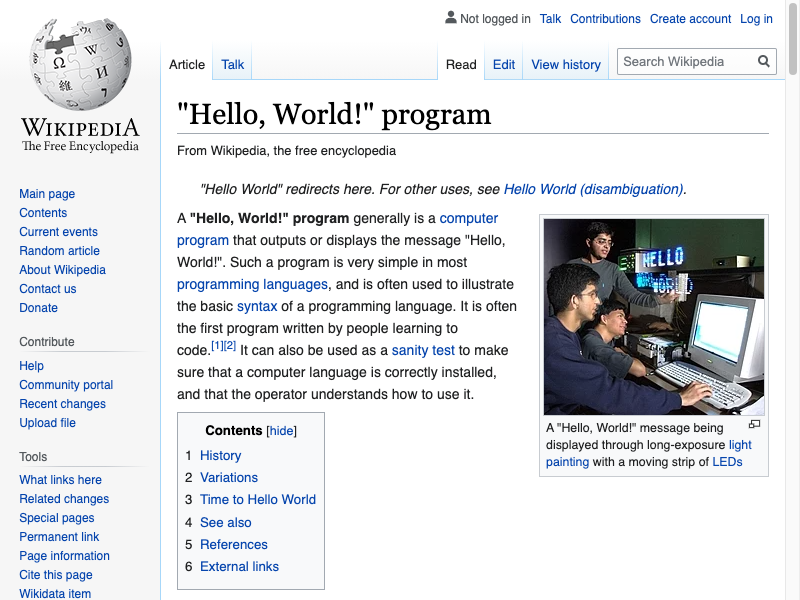 Not logged in Talk Contributions Create account Log in
Article Talk Read Edit View history Search Wikipedia
Ω W И 維
WIKIPEDIA
The Free Encyclopedia
Main page
Contents
Current events
Random article
About Wikipedia
Contact us
Donate
Contribute
Help
Community portal
Recent changes
Upload file
Tools
What links here
Related changes
Special pages
Permanent link
Page information
Cite this page
Wikidata item
"Hello, World!" program
From Wikipedia, the free encyclopedia
"Hello World" redirects here. For other uses, see Hello World (disambiguation).
A "Hello, World!" program generally is a computer
program that outputs or displays the message "Hello,
World!". Such a program is very simple in most
programming languages, and is often used to illustrate
the basic syntax of a programming language. It is often
the first program written by people learning to
code.[1][2] It can also be used as a sanity test to make
sure that a computer language is correctly installed,
and that the operator understands how to use it.
HELLO
WORLD
A "Hello, World!" message being
displayed through long-exposure light
painting with a moving strip of LEDs
Contents [hide]
1 History
2 Variations
3 Time to Hello World
4 See also
5 References
6 External links